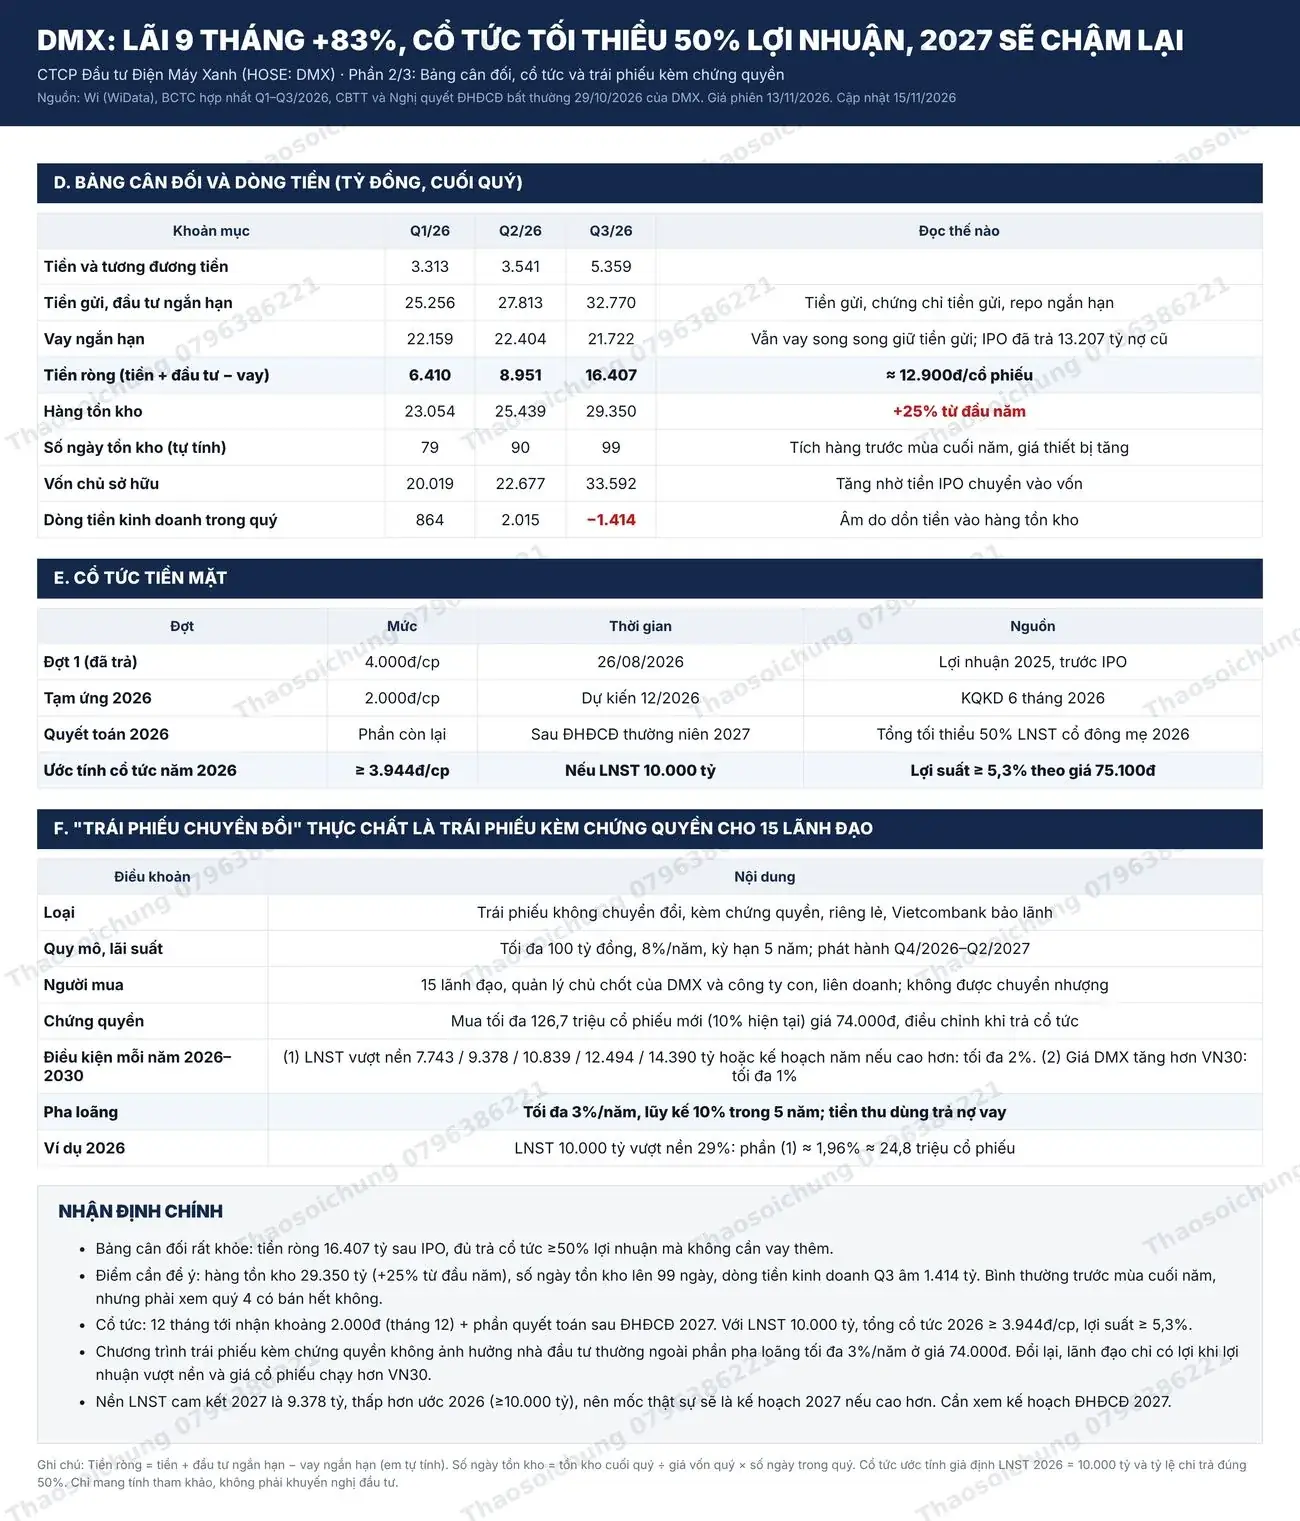 DMX: LÃI 9 THÁNG +83%, CỔ TỨC TỐI THIỂU 50% LỢI NHUẬN, 2027 SẼ CHẬM LẠI
CTCP Đầu tư Điện Máy Xanh (HOSE: DMX) · Phần 2/3: Bảng cân đối, cổ tức và trái phiếu kèm chứng quyền
Nguồn: Wi (WiData), BCTC hợp nhất Q1–Q3/2026, CBTT và Nghị quyết ĐHĐCĐ bất thường 29/10/2026 của DMX. Giá phiên 13/11/2026. Cập nhật 15/11/2026
D. BẢNG CÂN ĐỐI VÀ DÒNG TIỀN (TỶ ĐỒNG, CUỐI QUÝ)
Khoản mục Q1/26 Q2/26 Q3/26 Đọc thế nào
Tiền và tương đương tiền 3.313 3.541 5.359
Tiền gửi, đầu tư ngắn hạn 25.256 27.813 32.770 Tiền gửi, chứng chỉ tiền gửi, repo ngắn hạn
Vay ngắn hạn 22.159 22.404 21.722 Vẫn vay song song giữ tiền gửi; IPO đã trả 13.207 tỷ nợ cũ
Tiền ròng (tiền + đầu tư − vay) 6.410 8.951 16.407 ≈ 12.900đ/cổ phiếu
Hàng tồn kho 23.054 25.439 29.350 +25% từ đầu năm
Số ngày tồn kho (tự tính) 79 90 99 Tích hàng trước mùa cuối năm, giá thiết bị tăng
Vốn chủ sở hữu 20.019 22.677 33.592 Tăng nhờ tiền IPO chuyển vào vốn
Dòng tiền kinh doanh trong quý 864 2.015 −1.414 Âm do dồn tiền vào hàng tồn kho
E. CỔ TỨC TIỀN MẶT
Đợt Mức Thời gian Nguồn
Đợt 1 (đã trả) 4.000đ/cp 26/08/2026 Lợi nhuận 2025, trước IPO
Tạm ứng 2026 2.000đ/cp Dự kiến 12/2026 KQKD 6 tháng 2026
Quyết toán 2026 Phần còn lại Sau ĐHĐCĐ thường niên 2027 Tổng tối thiểu 50% LNST cổ đông mẹ 2026
Ước tính cổ tức năm 2026 ≥ 3.944đ/cp Nếu LNST 10.000 tỷ Lợi suất ≥ 5,3% theo giá 75.100đ
F. "TRÁI PHIẾU CHUYỂN ĐỔI" THỰC CHẤT LÀ TRÁI PHIẾU KÈM CHỨNG QUYỀN CHO 15 LÃNH ĐẠO
Điều khoản Nội dung
Loại Trái phiếu không chuyển đổi, kèm chứng quyền, riêng lẻ, Vietcombank bảo lãnh
Quy mô, lãi suất Tối đa 100 tỷ đồng, 8%/năm, kỳ hạn 5 năm; phát hành Q4/2026–Q2/2027
Người mua 15 lãnh đạo, quản lý chủ chốt của DMX và công ty con, liên doanh; không được chuyển nhượng
Chứng quyền Mua tối đa 126,7 triệu cổ phiếu mới (10% hiện tại) giá 74.000đ, điều chỉnh khi trả cổ tức
Điều kiện mỗi năm 2026– (1) LNST vượt nền 7.743 / 9.378 / 10.839 / 12.494 / 14.390 tỷ hoặc kế hoạch năm nếu cao hơn: tối đa 2%. (2) Giá DMX tăng hơn VN30:
2030 tối đa 1%
Pha loãng Tối đa 3%/năm, lũy kế 10% trong 5 năm; tiền thu dùng trả nợ vay
Ví dụ 2026 LNST 10.000 tỷ vượt nền 29%: phần (1) ≈ 1,96% ≈ 24,8 triệu cổ phiếu
NHẬN ĐỊNH CHÍNH
• Bảng cân đối rất khỏe: tiền ròng 16.407 tỷ sau IPO, đủ trả cổ tức ≥50% lợi nhuận mà không cần vay thêm.
• Điểm cần để ý: hàng tồn kho 29.350 tỷ (+25% từ đầu năm), số ngày tồn kho lên 99 ngày, dòng tiền kinh doanh Q3 âm 1.414 tỷ. Bình thường trước mùa cuối năm,
nhưng phải xem quý 4 có bán hết không.
• Cổ tức: 12 tháng tới nhận khoảng 2.000đ (tháng 12) + phần quyết toán sau ĐHĐCĐ 2027. Với LNST 10.000 tỷ, tổng cổ tức 2026 ≥ 3.944đ/cp, lợi suất ≥ 5,3%.
• Chương trình trái phiếu kèm chứng quyền không ảnh hưởng nhà đầu tư thường ngoài phần pha loãng tối đa 3%/năm ở giá 74.000đ. Đổi lại, lãnh đạo chỉ có lợi khi lợi
nhuận vượt nền và giá cổ phiếu chạy hơn VN30.
• Nền LNST cam kết 2027 là 9.378 tỷ, thấp hơn ước 2026 (≥10.000 tỷ), nên mốc thật sự sẽ là kế hoạch 2027 nếu cao hơn. Cần xem kế hoạch ĐHĐCĐ 2027.
Ghi chú: Tiền ròng = tiền + đầu tư ngắn hạn − vay ngắn hạn (em tự tính). Số ngày tồn kho = tồn kho cuối quý ÷ giá vốn quý × số ngày trong quý. Cổ tức ước tính giả định LNST 2026 = 10.000 tỷ và tỷ lệ chi trả đúng
50%. Chỉ mang tính tham khảo, không phải khuyến nghị đầu tư.
Thaosoichung 0796386221